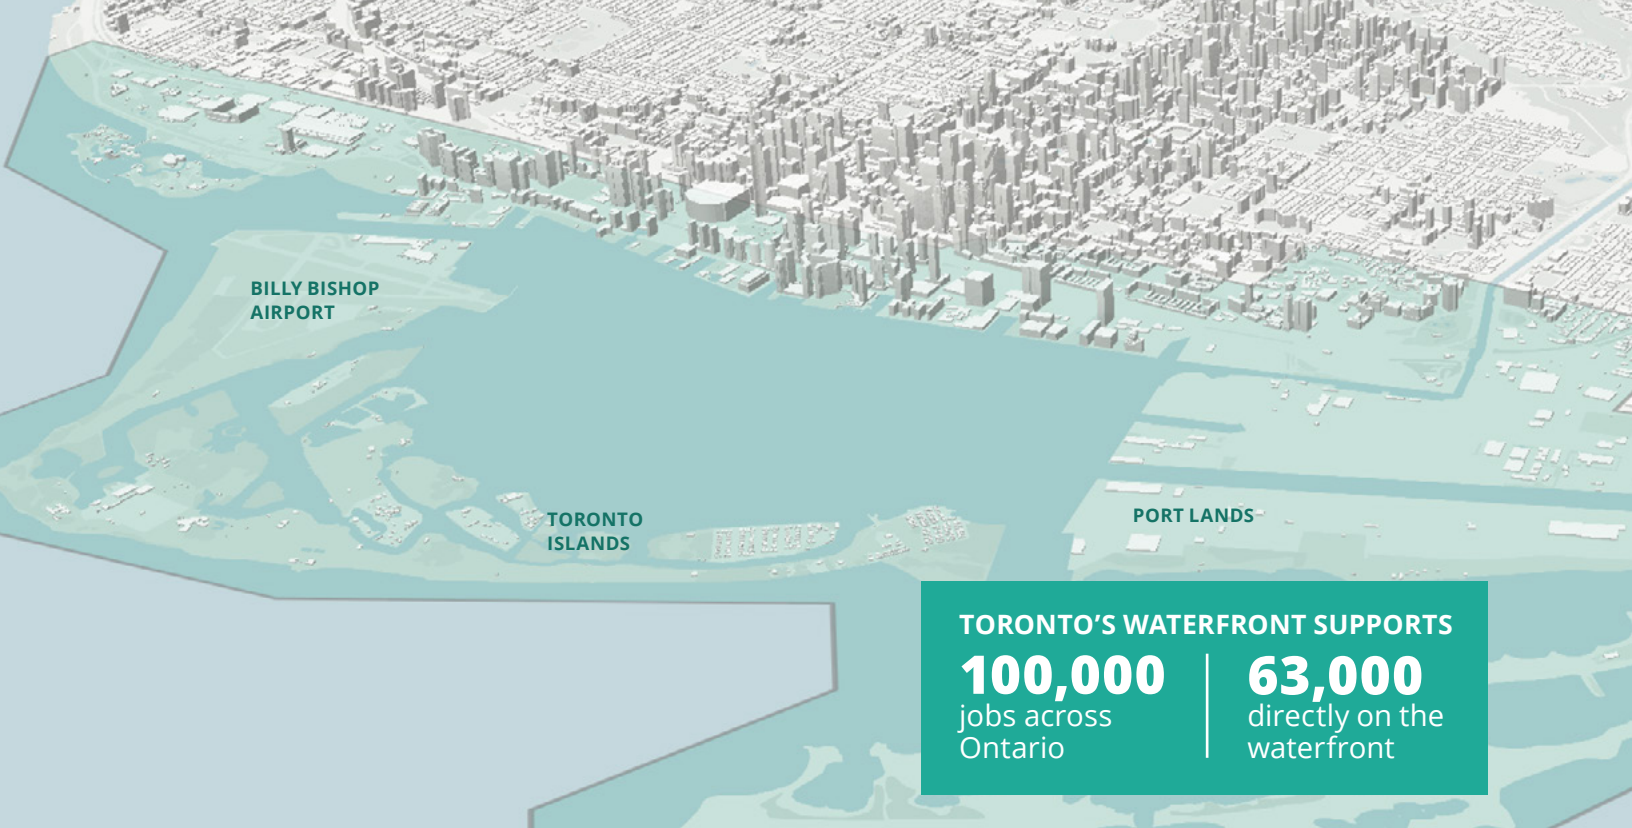 BILLY BISHOP
AIRPORT
TORONTO
ISLANDS
PORT LANDS
TORONTO’S WATERFRONT SUPPORTS
100,000
jobs across
Ontario
63,000
directly on the
waterfront